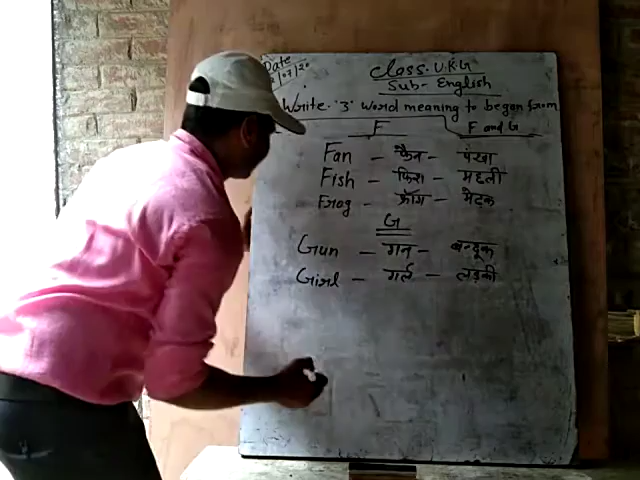 Date
Class. U.K.G
Sub- English
Write. "3" Word meaning to began from
F and G
F
Fan - फैन - पंखा
Fish - फिश - मछली
Frog - फ्रॉग - मेंढ़क
G
Gun - गन - बन्दूक
Girl - गर्ल - लड़की